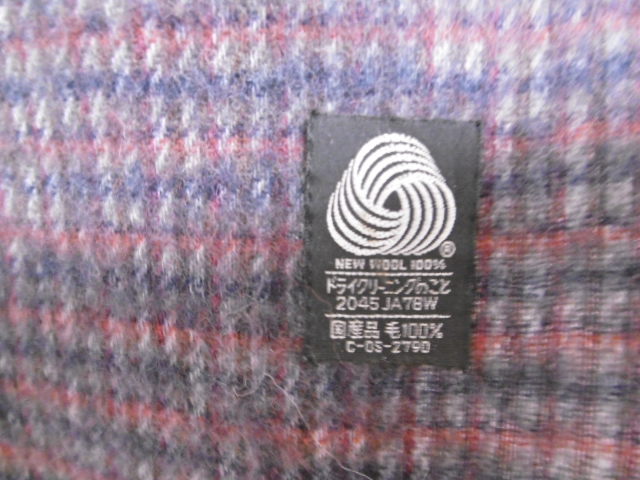 ®
NEW WOOL 100%
ドライクリーニングのこと
2045 JA78W
国産品 毛100%
C-OS-2790